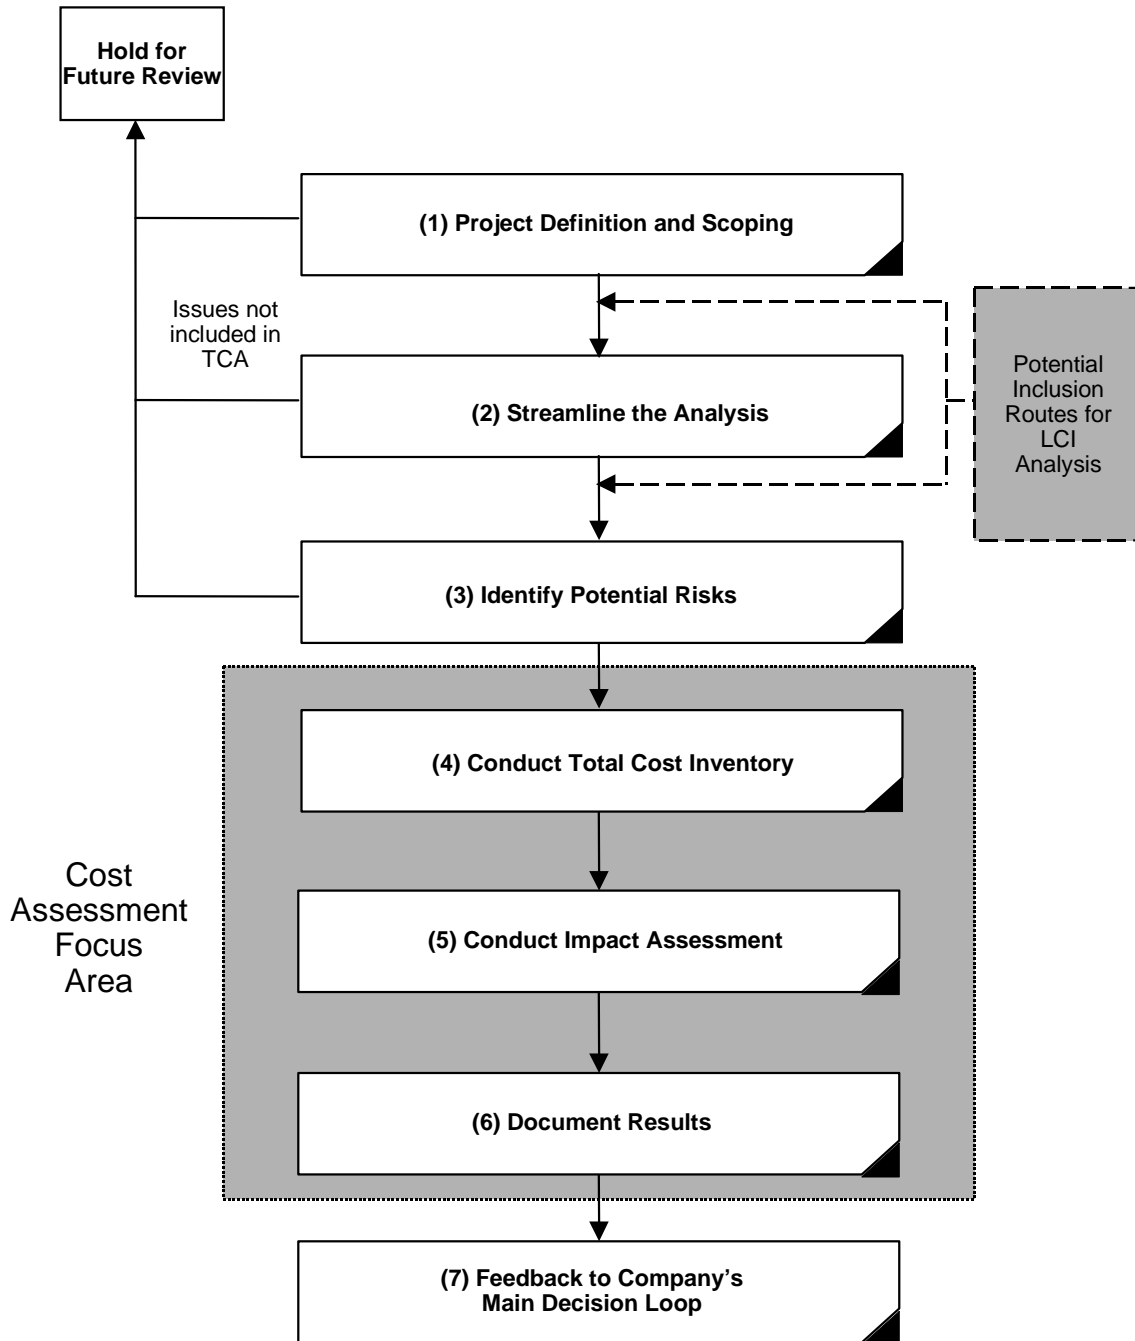 Hold for
Future Review
(1) Project Definition and Scoping
Issues not
included in
TCA
(2) Streamline the Analysis
Potential
Inclusion
Routes for
LCI
Analysis
(3) Identify Potential Risks
(4) Conduct Total Cost Inventory
Cost
Assessment
Focus
Area
(5) Conduct Impact Assessment
(6) Document Results
(7) Feedback to Company's
Main Decision Loop